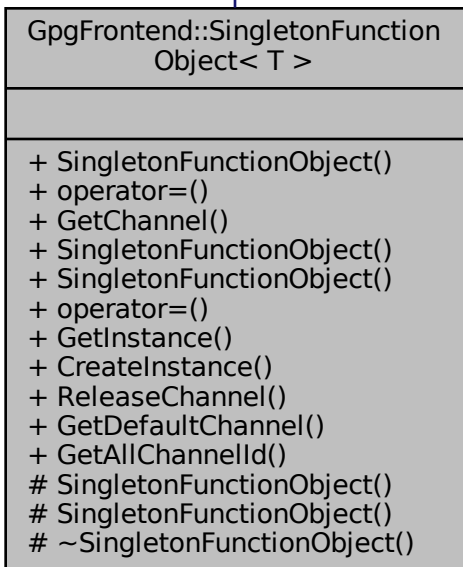 GpgFrontend::SingletonFunction
Object< T >
+ SingletonFunctionObject()
+ operator=()
+ GetChannel()
+ SingletonFunctionObject()
+ SingletonFunctionObject()
+ operator=()
+ GetInstance()
+ CreateInstance()
+ ReleaseChannel()
+ GetDefaultChannel()
+ GetAllChannelId()
# SingletonFunctionObject()
# SingletonFunctionObject()
# ~SingletonFunctionObject()